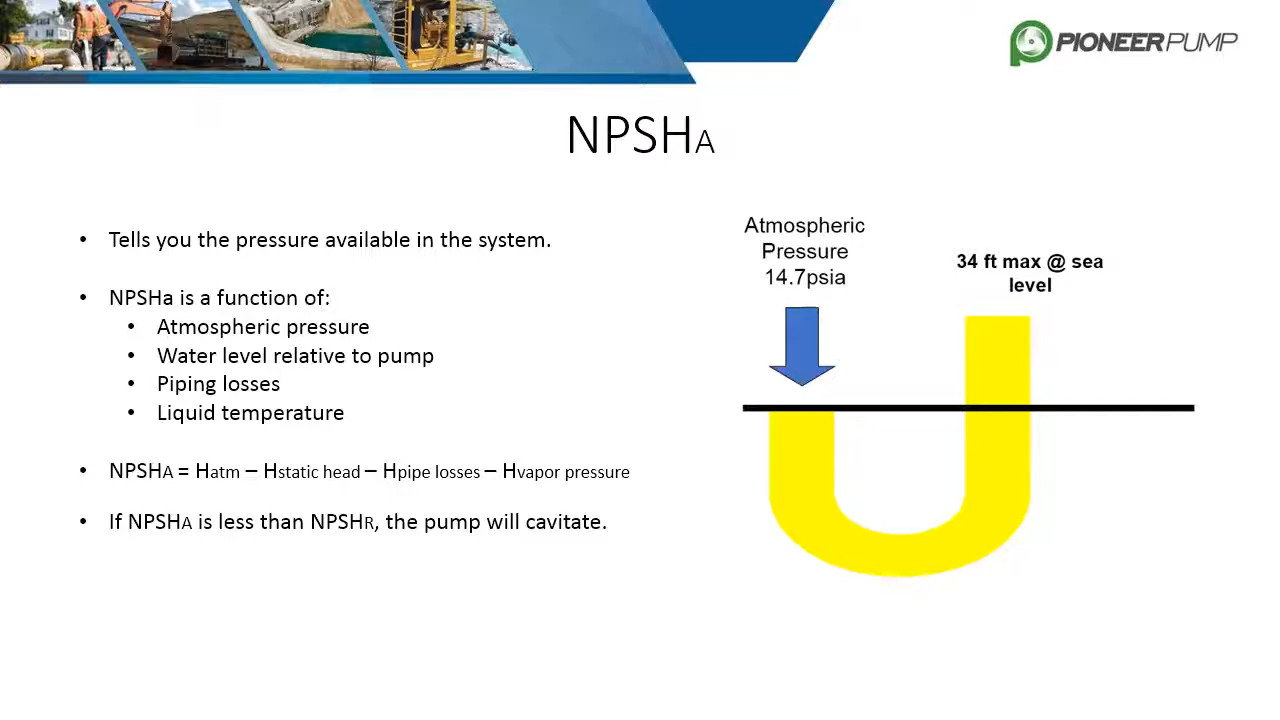 PIONEERPUMP
NPSHA
• Tells you the pressure available in the system.
• NPSHa is a function of:
• Atmospheric pressure
• Water level relative to pump
• Piping losses
• Liquid temperature
• NPSHA = Hatm – Hstatic head – Hpipe losses – Hvapor pressure
• If NPSHA is less than NPSHR, the pump will cavitate.
Atmospheric
Pressure
14.7psia
34 ft max @ sea
level